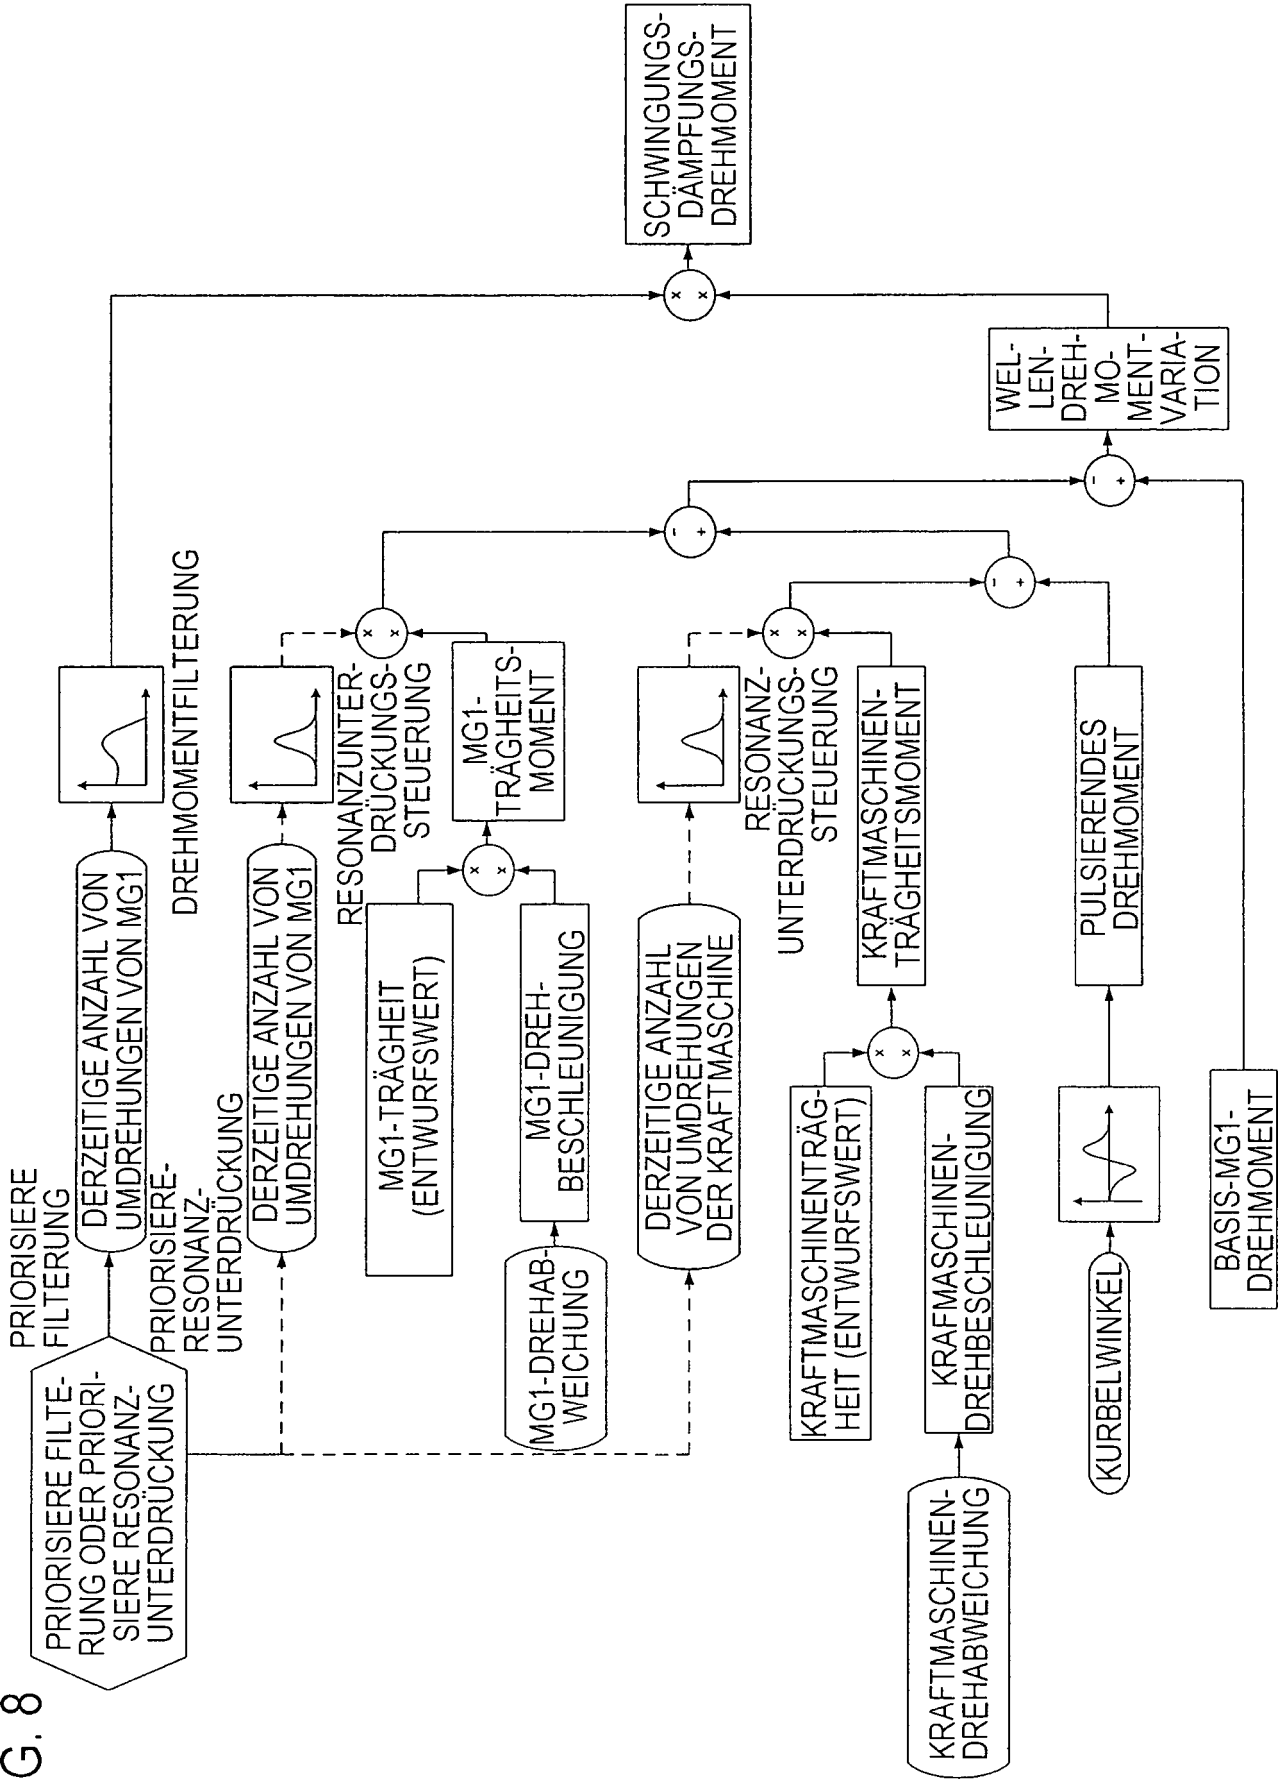 G. 8
PRIORISIERE FILTE-
RUNG ODER PRIORI-
SIERE RESONANZ-
UNTERDRÜCKUNG
PRIORISIERE
FILTERUNG
DERZEITIGE ANZAHL VON
UMDREHUNGEN VON MG1
DREHMOMENTFILTERUNG
PRIORISIERE-
RESONANZ-
UNTERDRÜCKUNG
DERZEITIGE ANZAHL VON
UMDREHUNGEN VON MG1
RESONANZUNTER-
DRÜCKUNGS-
STEUERUNG
x
x
MG1-TRÄGHEIT
(ENTWURFSWERT)
MG1-DREHAB-
WEICHUNG
MG1-DREH-
BESCHLEUNIGUNG
x
x
MG1-
TRÄGHEITS-
MOMENT
DERZEITIGE ANZAHL
VON UMDREHUNGEN
DER KRAFTMASCHINE
RESONANZ-
UNTERDRÜCKUNGS-
STEUERUNG
x
x
KRAFTMASCHINENTRÄG-
HEIT (ENTWURFSWERT)
KRAFTMASCHINEN-
DREHABWEICHUNG
KRAFMASCHINEN-
DREHBESCHLEUNIGUNG
x
x
KRAFTMASCHINEN-
TRÄGHEITSMOMENT
KURBELWINKEL
PULSIERENDES
DREHMOMENT
-
+
-
+
BASIS-MG1-
DREHMOMENT
-
+
WEL-
LEN-
DREH-
MO-
MENT-
VARIA-
TION
x
x
SCHWINGUNGS-
DÄMPFUNGS-
DREHMOMENT